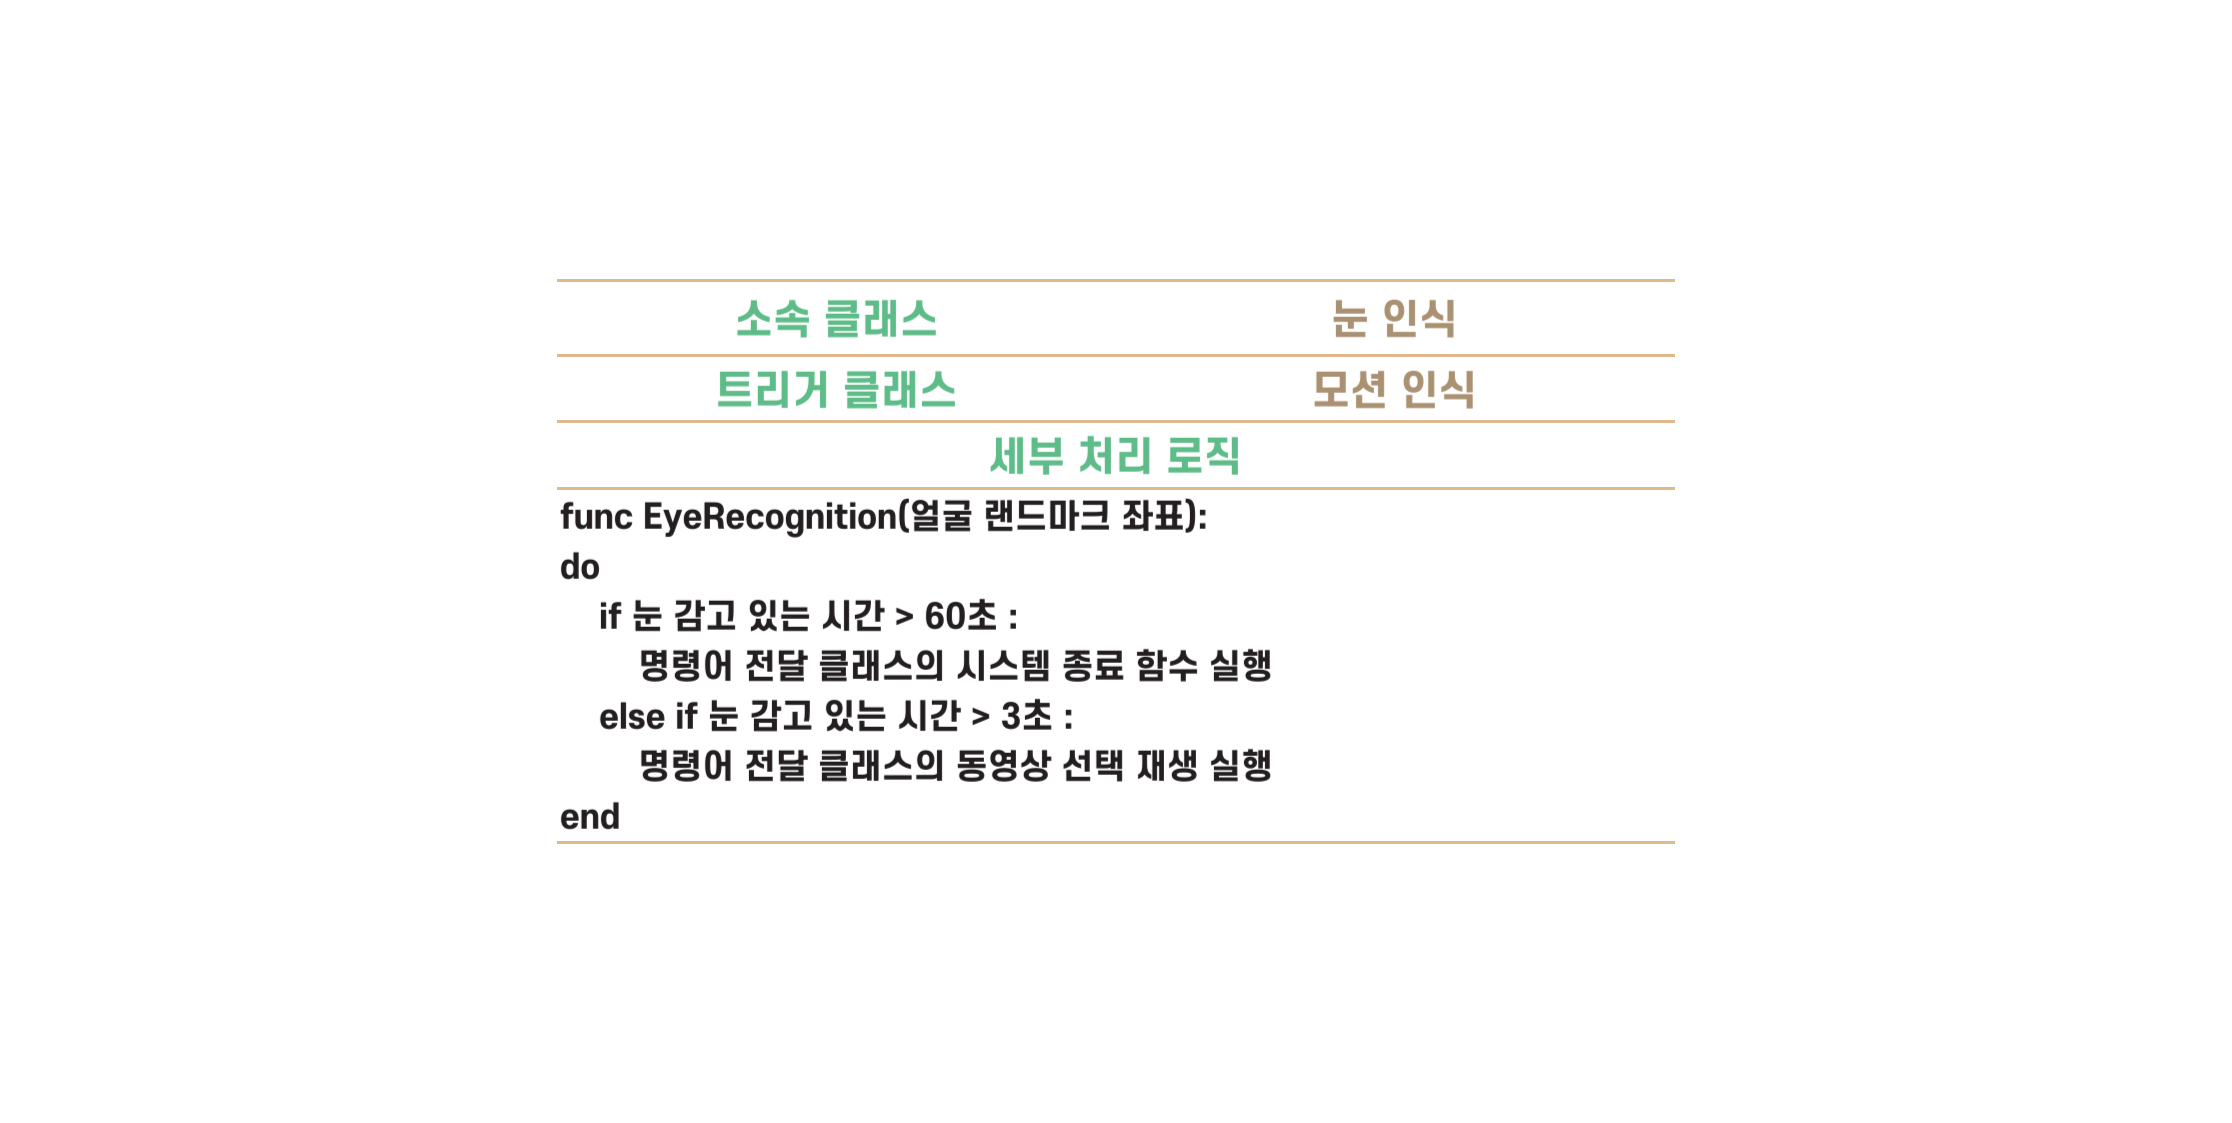 소속 클래스 눈 인식
트리거 클래스 모션 인식
세부 처리 로직
func EyeRecognition(얼굴 랜드마크 좌표):
do
if 눈 감고 있는 시간 > 60초 :
명령어 전달 클래스의 시스템 종료 함수 실행
else if 눈 감고 있는 시간 > 3초 :
명령어 전달 클래스의 동영상 선택 재생 실행
end